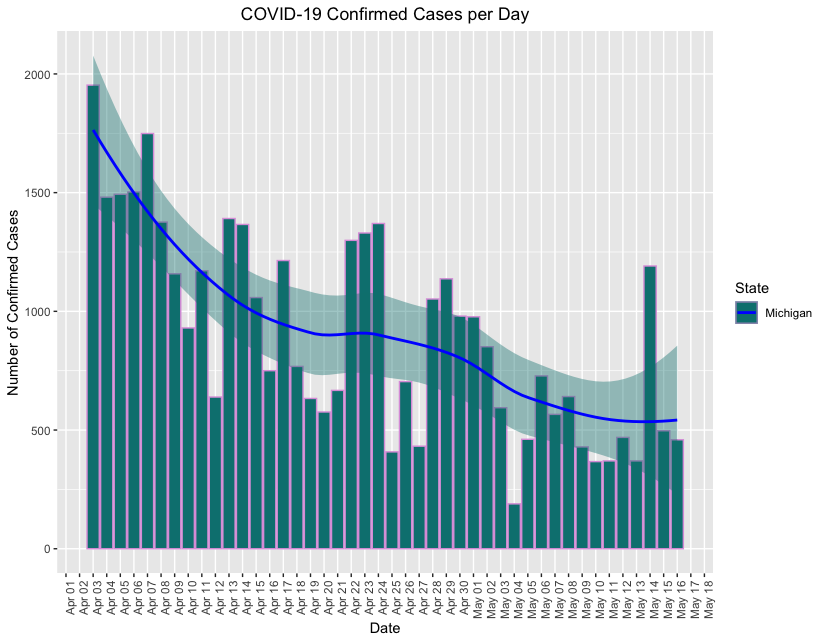 COVID-19 Confirmed Cases per Day
Number of Confirmed Cases
2000
1500
1000
500
0
Apr 01
Apr 02
Apr 03
Apr 04
Apr 05
Apr 06
Apr 07
Apr 08
Apr 09
Apr 10
Apr 11
Apr 12
Apr 13
Apr 14
Apr 15
Apr 16
Apr 17
Apr 18
Apr 19
Apr 20
Apr 21
Apr 22
Apr 23
Apr 24
Apr 25
Apr 26
Apr 27
Apr 28
Apr 29
Apr 30
May 01
May 02
May 03
May 04
May 05
May 06
May 07
May 08
May 09
May 10
May 11
May 12
May 13
May 14
May 15
May 16
May 17
May 18
Date
State
Michigan